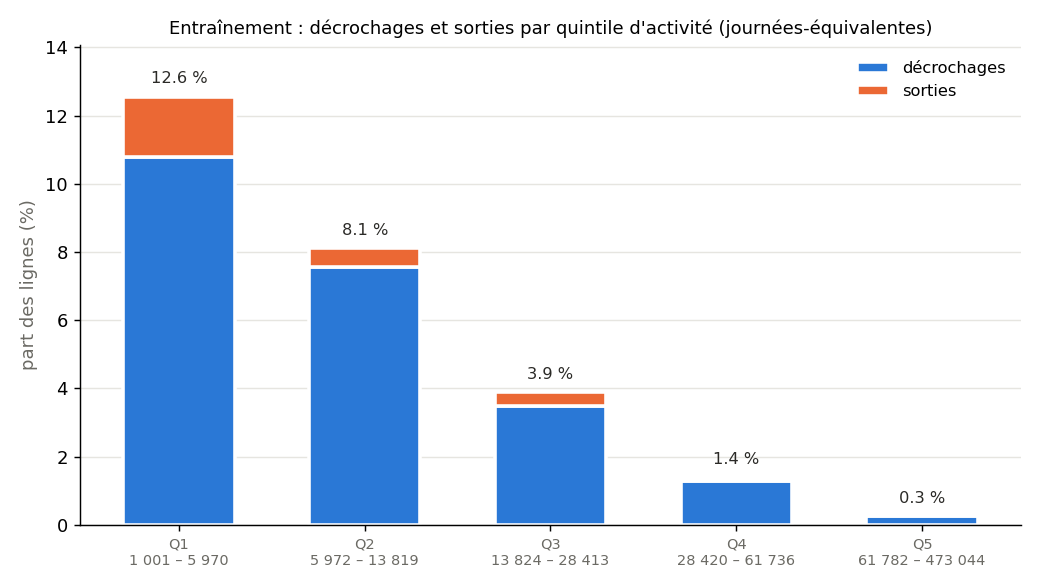 Entraînement : décrochages et sorties par quintile d'activité (journées-équivalentes)
part des lignes (%)
14
12
10
8
6
4
2
0
décrochages
sorties
12.6 %
8.1 %
3.9 %
1.4 %
0.3 %
Q1
1 001 – 5 970
Q2
5 972 – 13 819
Q3
13 824 – 28 413
Q4
28 420 – 61 736
Q5
61 782 – 473 044